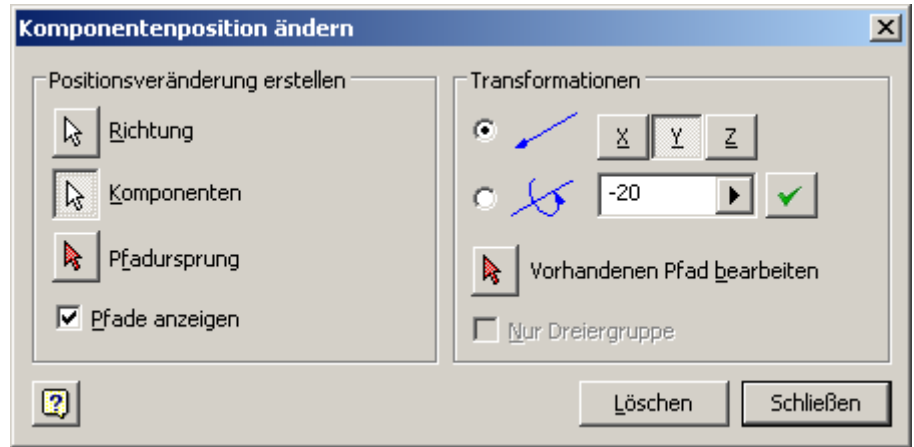 Komponentenposition ändern
Positionsveränderung erstellen
Richtung
Komponenten
Pfadursprung
Pfade anzeigen
Transformationen
X Y Z
-20
Vorhandenen Pfad bearbeiten
Nur Dreiergruppe
?
Löschen
Schließen